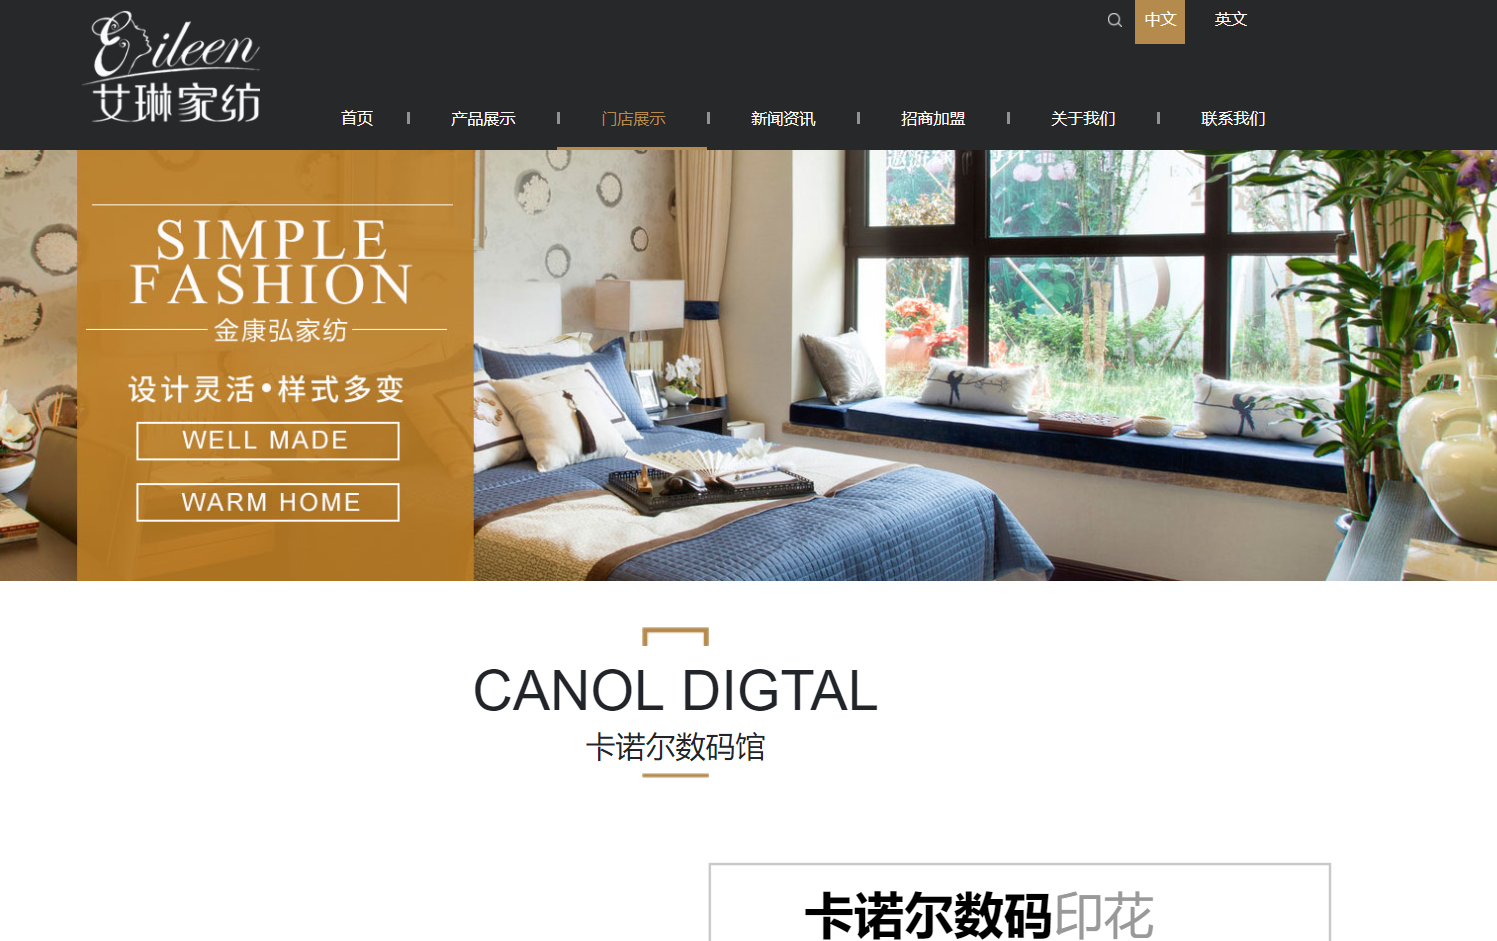 Eileen
艾琳家纺
中文
英文
首页
产品展示
门店展示
新闻资讯
招商加盟
关于我们
联系我们
SIMPLE
FASHION
金康弘家纺
设计灵活•样式多变
WELL MADE
WARM HOME
CANOL DIGTAL
卡诺尔数码馆
卡诺尔数码印花